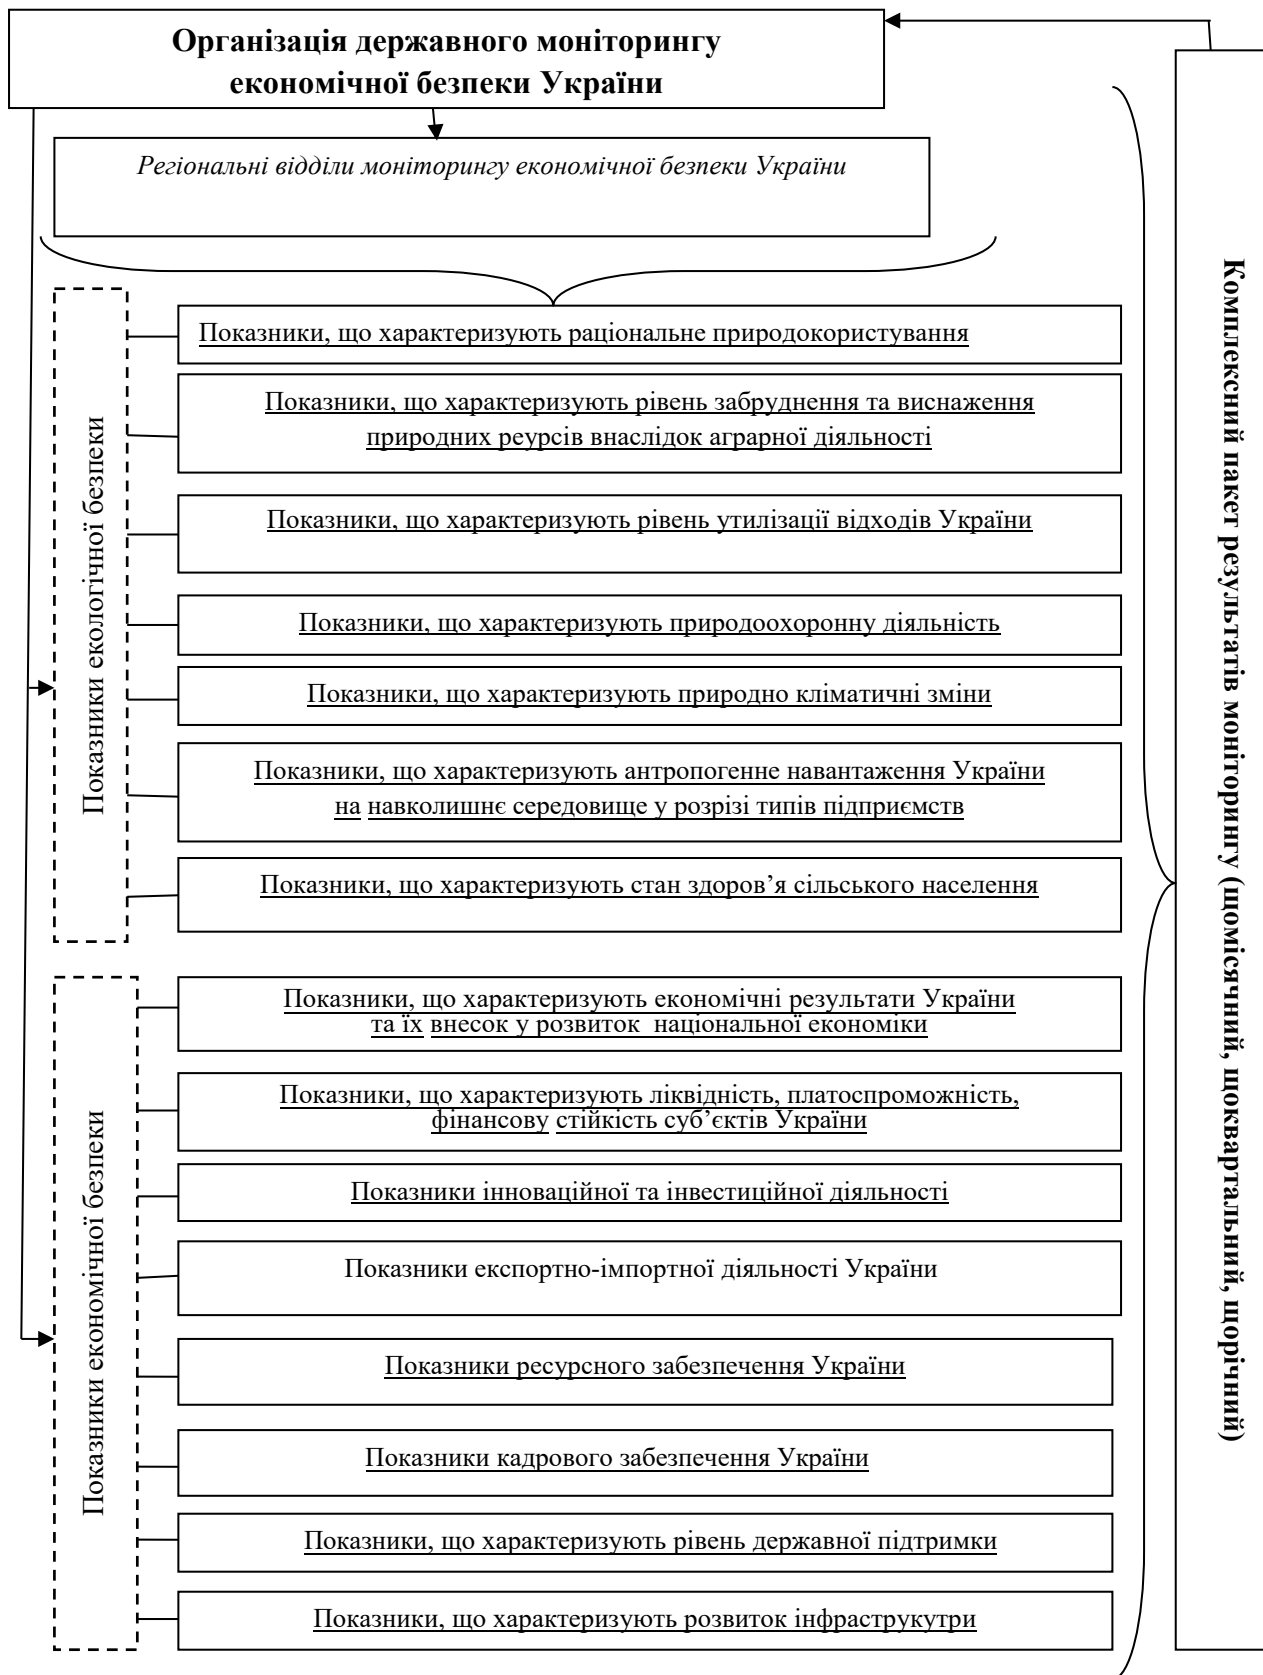 Організація державного моніторингу
економічної безпеки України
Регіональні відділи моніторингу економічної безпеки України
Показники екологічної безпеки
Показники, що характеризують раціональне природокористування
Показники, що характеризують рівень забруднення та виснаження
природних реурсів внаслідок аграрної діяльності
Показники, що характеризують рівень утилізації відходів України
Показники, що характеризують природоохоронну діяльність
Показники, що характеризують природно кліматичні зміни
Показники, що характеризують антропогенне навантаження України
на навколишнє середовище у розрізі типів підприємств
Показники, що характеризують стан здоров’я сільського населення
Показники економічної безпеки
Показники, що характеризують економічні результати України
та їх внесок у розвиток національної економіки
Показники, що характеризують ліквідність, платоспроможність,
фінансову стійкість суб’єктів України
Показники інноваційної та інвестиційної діяльності
Показники експортно-імпортної діяльності України
Показники ресурсного забезпечення України
Показники кадрового забезпечення України
Показники, що характеризують рівень державної підтримки
Показники, що характеризують розвиток інфраструкутри
Комплексний пакет результатів моніторингу (щомісячний, щоквартальний, щорічний)